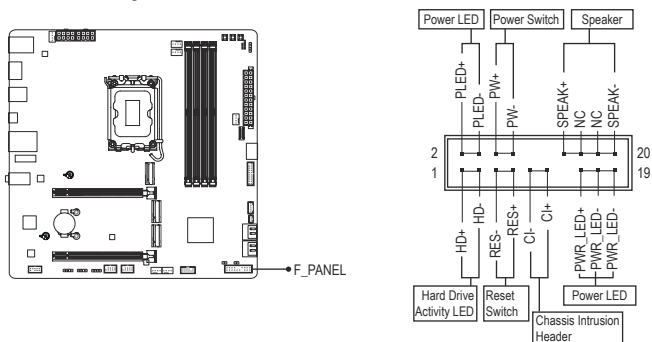 Power LED
Power Switch
Speaker
PLED+
PLED-
PW+
PW-
SPEAK+
NC
NC
SPEAK-
2
20
1
19
HD+
HD-
RES-
RES+
CI-
CI+
PWR_LED+
PWR_LED-
PWR_LED-
F_PANEL
Hard Drive
Activity LED
Reset
Switch
Power LED
Chassis Intrusion
Header